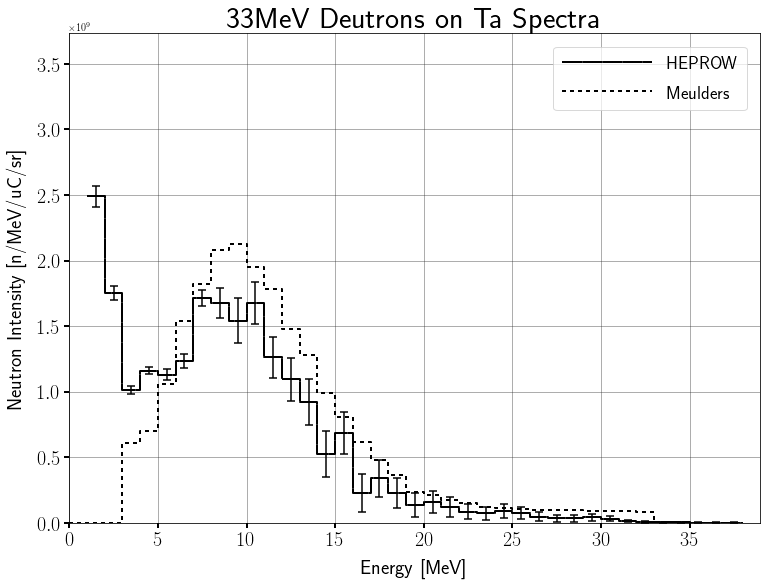 33MeV Deutrons on Ta Spectra
×10⁹
HEPROW
Meulders
Neutron Intensity [n/MeV/uC/sr]
3.5
3.0
2.5
2.0
1.5
1.0
0.5
0.0
0 5 10 15 20 25 30 35
Energy [MeV]